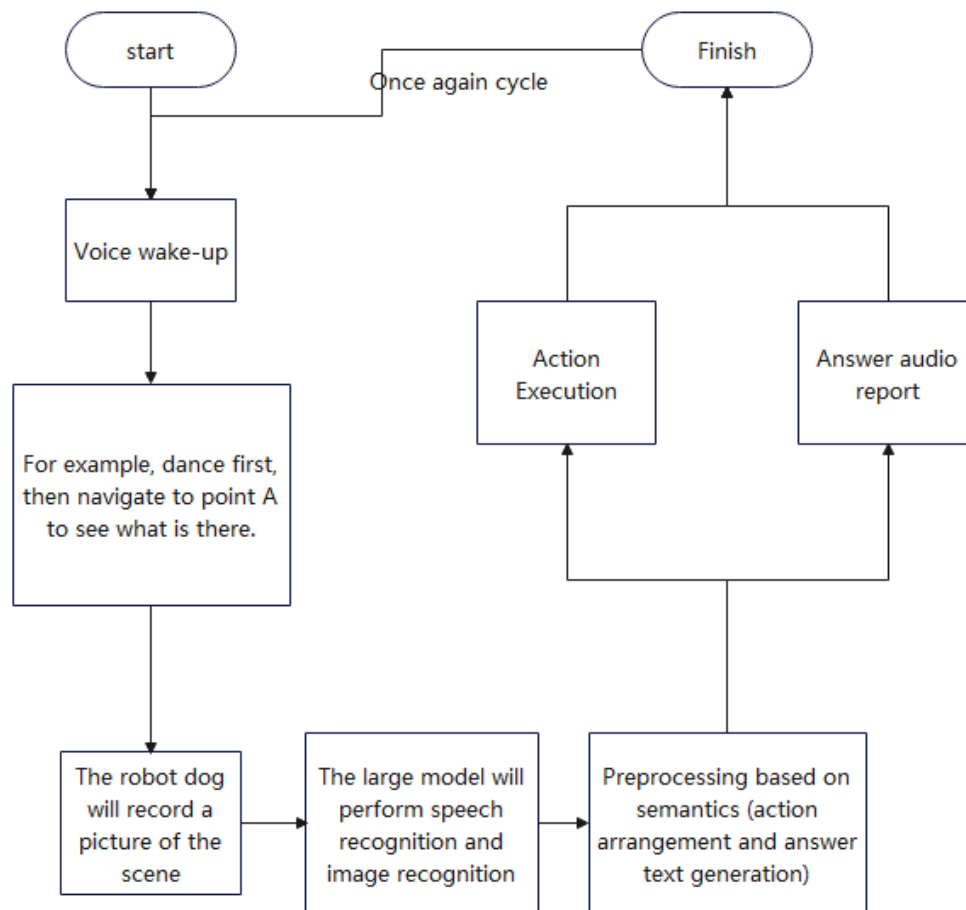 start
Finish
Once again cycle
Voice wake-up
For example, dance first,
then navigate to point A
to see what is there.
Action
Execution
Answer audio
report
The robot dog
will record a
picture of the
scene
The large model will
perform speech
recognition and
image recognition
Preprocessing based on
semantics (action
arrangement and answer
text generation)